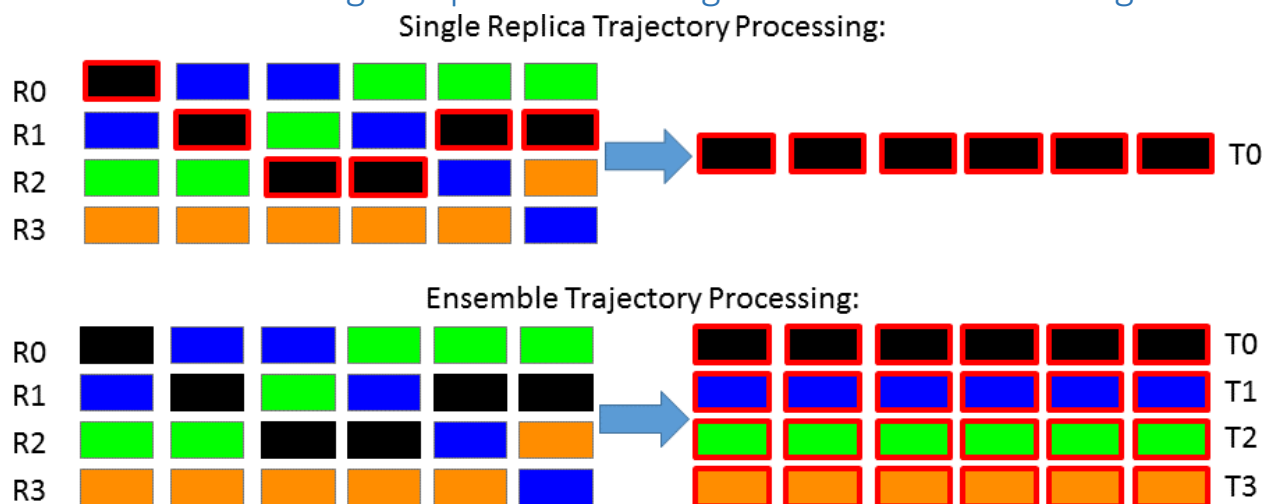 Single Replica Trajectory Processing:
R0
R1
R2
R3
T0
Ensemble Trajectory Processing:
R0
R1
R2
R3
T0
T1
T2
T3